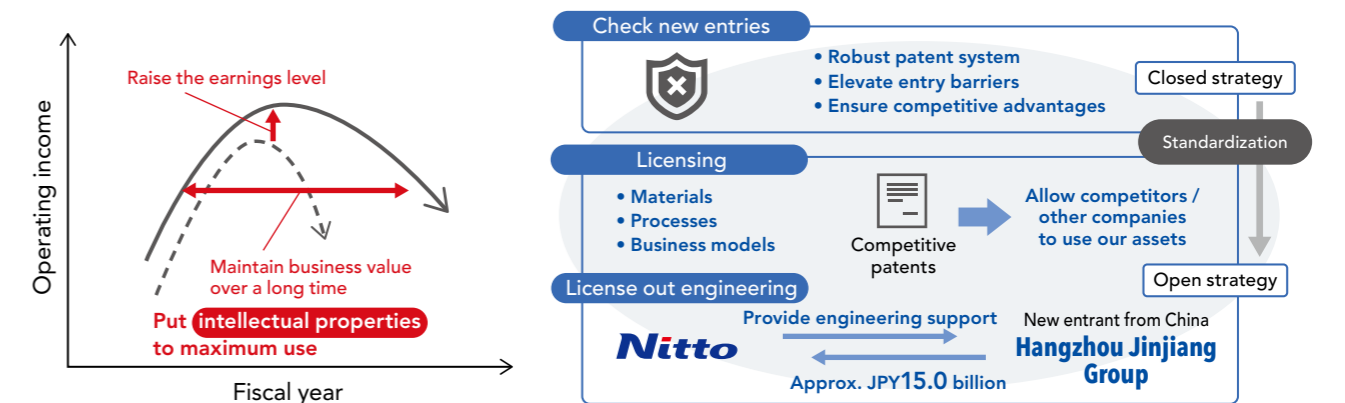 Operating income
Raise the earnings level
Maintain business value
over a long time
Put intellectual properties
to maximum use
Fiscal year
Check new entries
• Robust patent system
• Elevate entry barriers
• Ensure competitive advantages
Closed strategy
Standardization
Licensing
• Materials
• Processes
• Business models
Competitive
patents
Allow competitors /
other companies
to use our assets
Open strategy
License out engineering
Nitto
Provide engineering support
Approx. JPY15.0 billion
New entrant from China
Hangzhou Jinjiang
Group